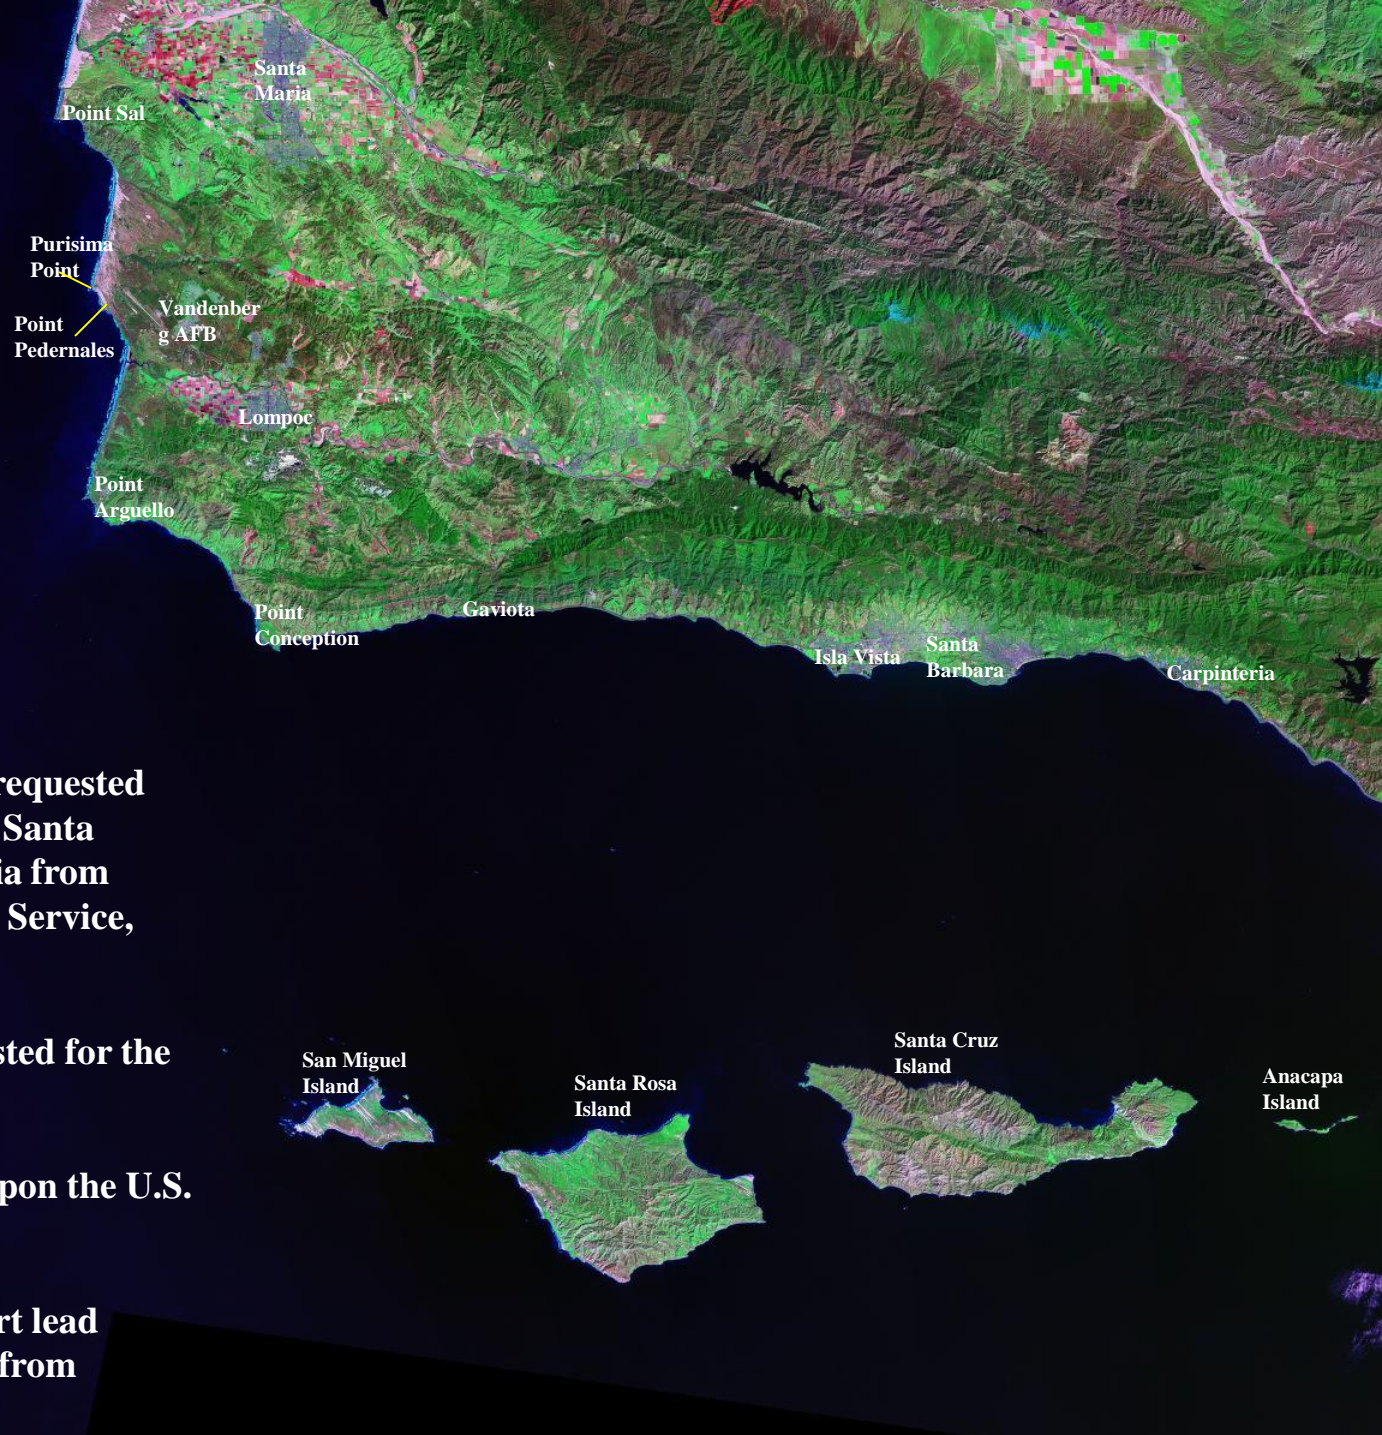 Santa
Maria
Point Sal
Purisima
Point
Vandenber
g AFB
Point
Pedernales
Lompoc
Point
Arguello
Point
Conception
Gaviota
Isla Vista
Santa
Barbara
Carpinteria
requested
Santa
ia from
Service,
sted for the
San Miguel
Island
Santa Rosa
Island
Santa Cruz
Island
Anacapa
Island
pon the U.S.
rt lead
from